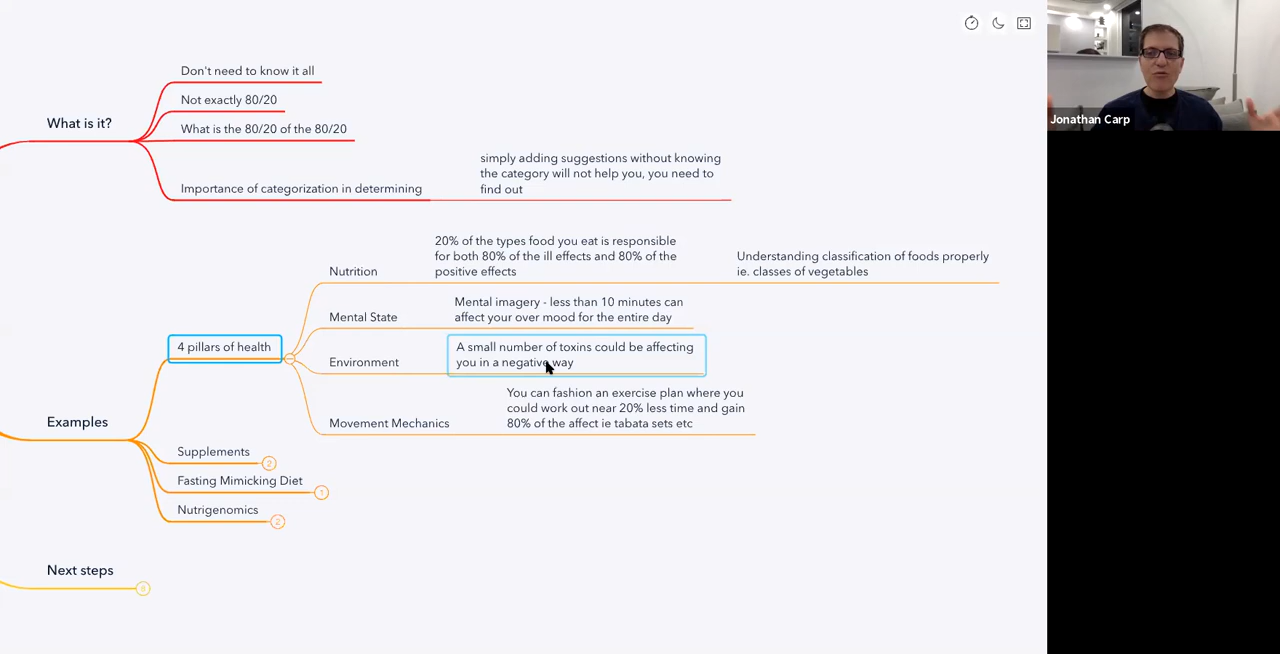 What is it?
Don't need to know it all
Not exactly 80/20
What is the 80/20 of the 80/20
Importance of categorization in determining
simply adding suggestions without knowing
the category will not help you, you need to
find out
Examples
4 pillars of health
Nutrition
20% of the types food you eat is responsible
for both 80% of the ill effects and 80% of the
positive effects
Understanding classification of foods properly
ie. classes of vegetables
Mental State
Mental imagery - less than 10 minutes can
affect your over mood for the entire day
Environment
A small number of toxins could be affecting
you in a negative way
Movement Mechanics
You can fashion an exercise plan where you
could work out near 20% less time and gain
80% of the affect ie tabata sets etc
Supplements
2
Fasting Mimicking Diet
1
Nutrigenomics
2
Next steps
8
Jonathan Carp